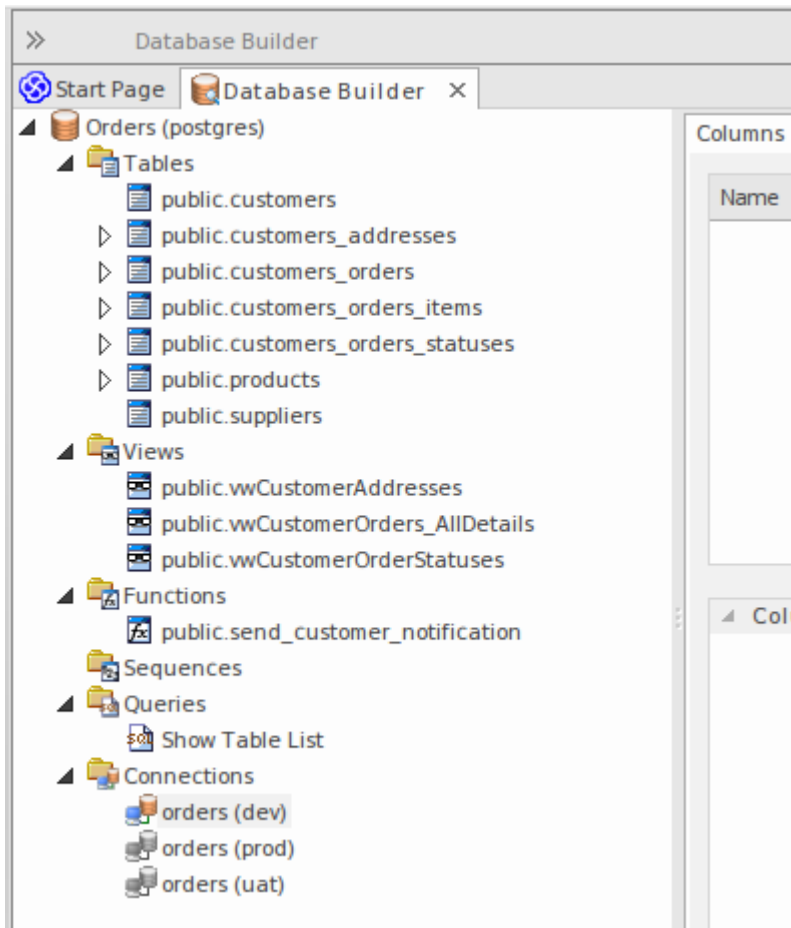 Database Builder
Start Page
Database Builder
Orders (postgres)
Columns
Tables
public.customers
Name
public.customers_addresses
public.customers_orders
public.customers_orders_items
public.customers_orders_statuses
public.products
public.suppliers
Views
public.vwCustomerAddresses
public.vwCustomerOrders_AllDetails
public.vwCustomerOrderStatuses
Functions
Col
public.send_customer_notification
Sequences
Queries
Show Table List
Connections
orders (dev)
orders (prod)
orders (uat)